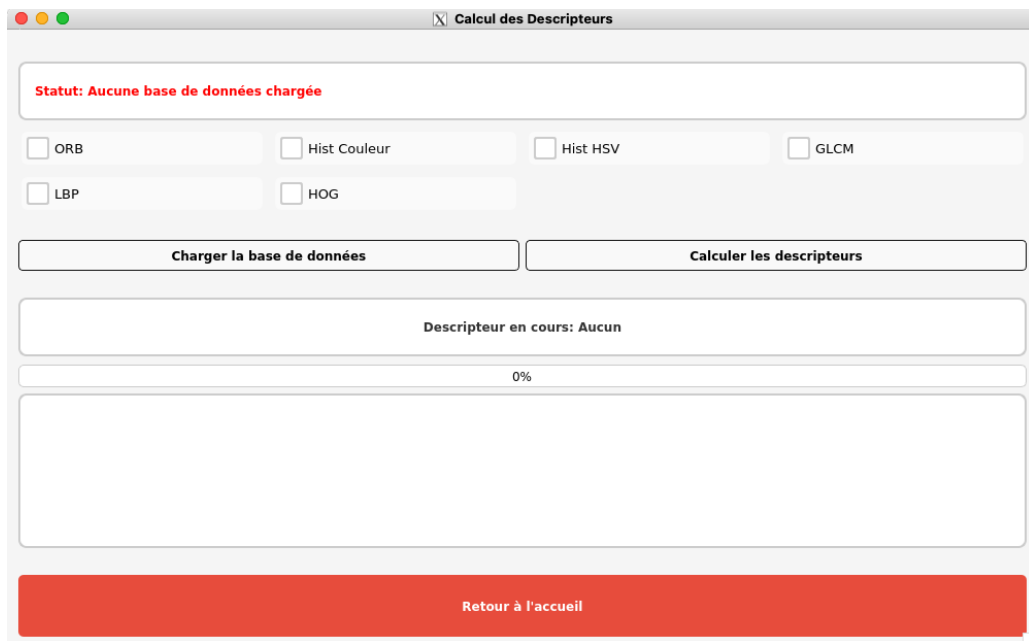 Calcul des Descripteurs
Statut: Aucune base de données chargée
ORB
Hist Couleur
Hist HSV
GLCM
LBP
HOG
Charger la base de données
Calculer les descripteurs
Descripteur en cours: Aucun
0%
Retour à l'accueil